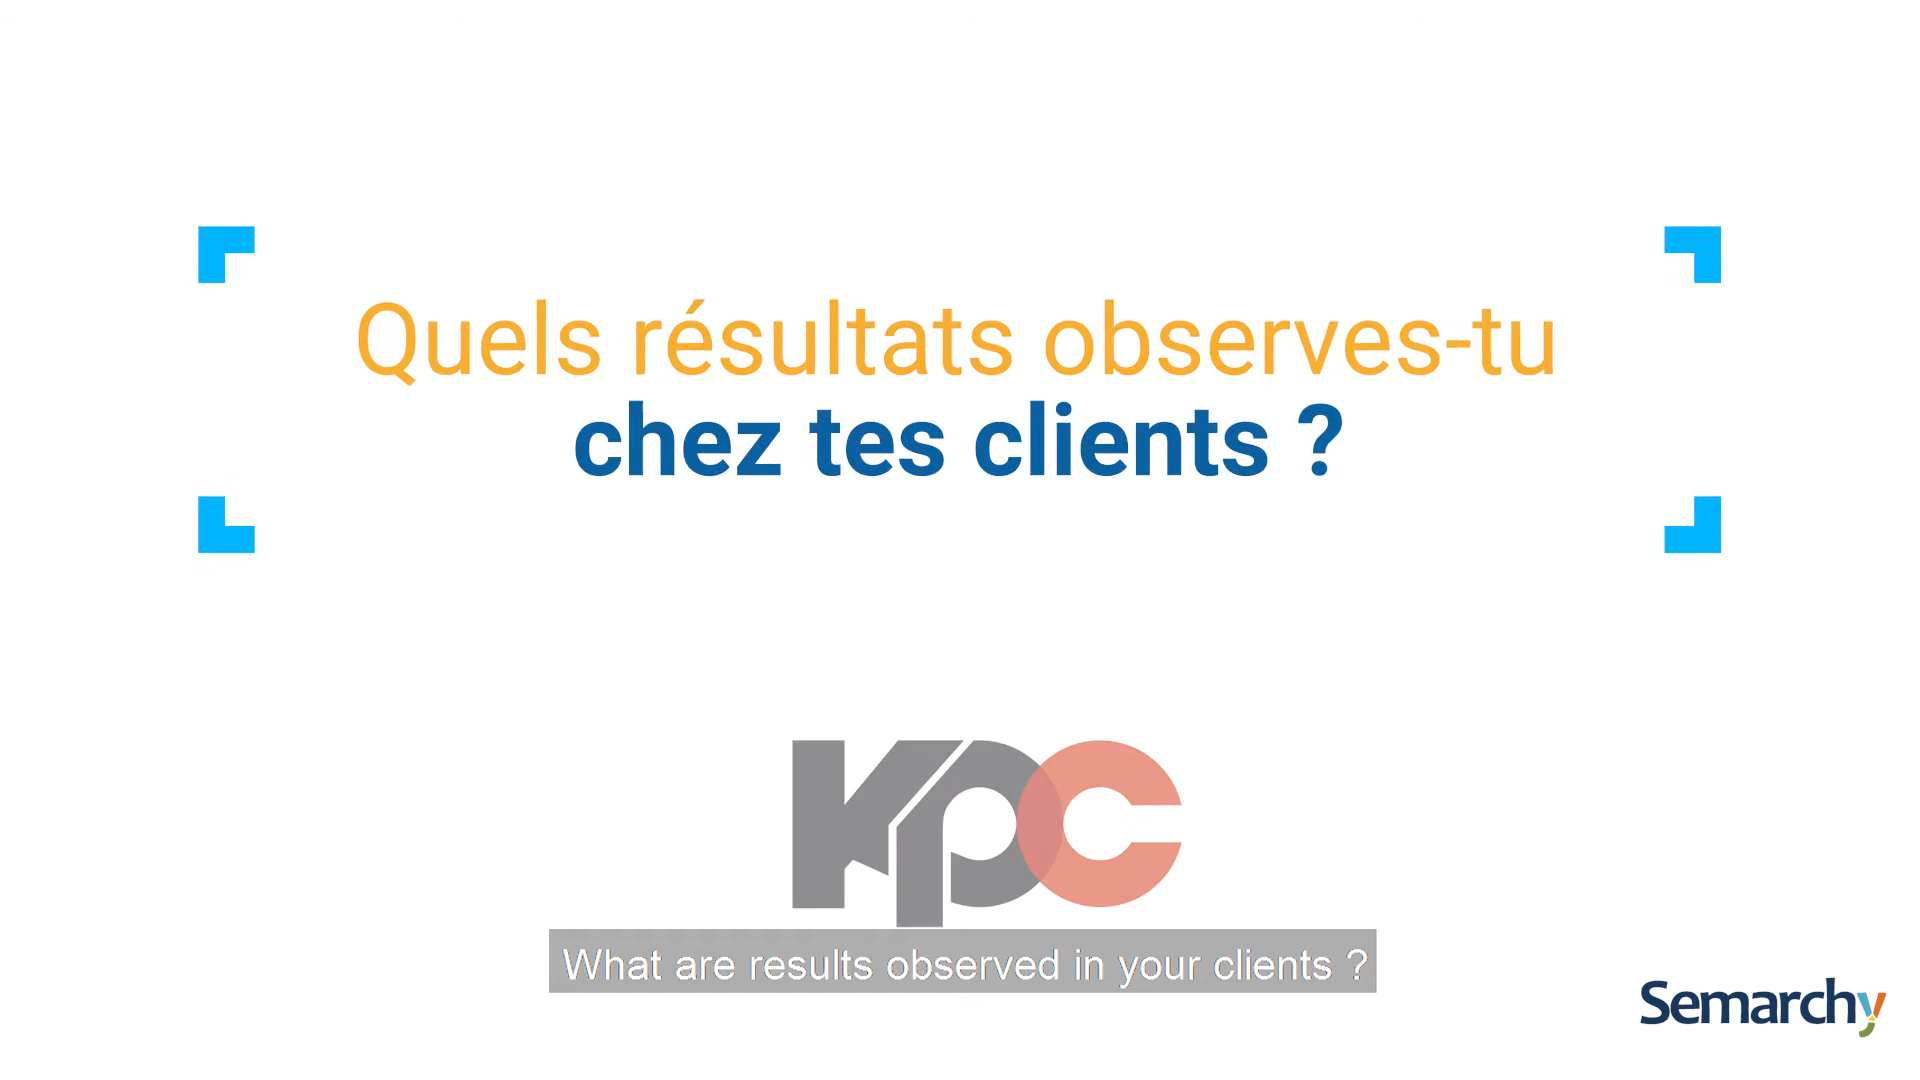 Quels résultats observes-tu
chez tes clients ?
KPC
What are results observed in your clients ?
Semarchy